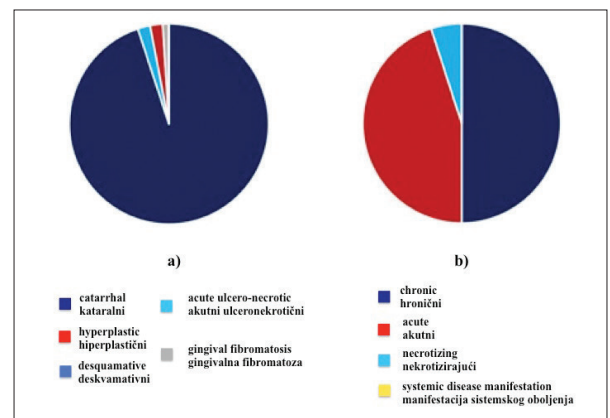 a)
b)
catarrhal
kataralni
hyperplastic
hiperplastični
desquamative
deskvamativni
acute ulcero-necrotic
akutni ulceronekrotični
gingival fibromatosis
gingivalna fibromatoza
chronic
hronični
acute
akutni
necrotizing
nekrotizirajući
systemic disease manifestation
manifestacija sistemskog oboljenja